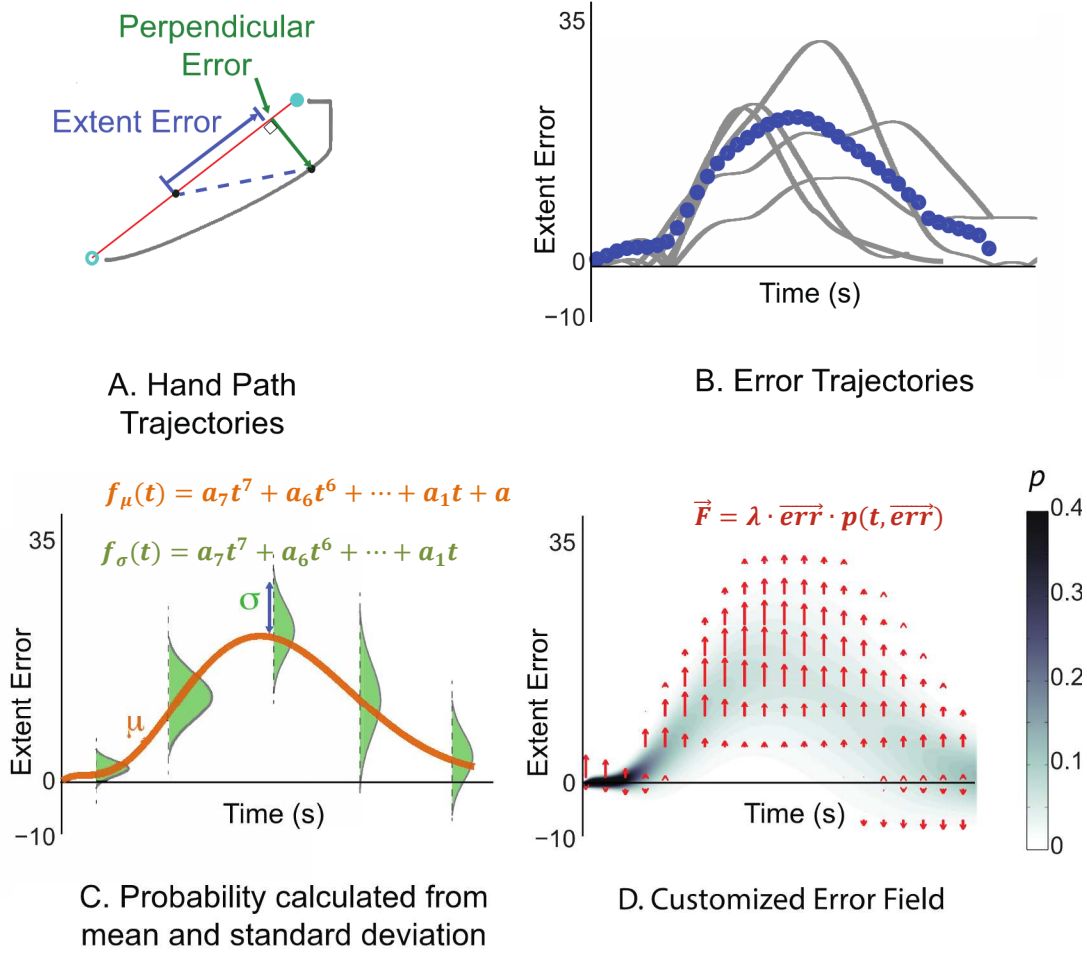 Perpendicular
Error
Extent Error
A. Hand Path
Trajectories
35
Extent Error
0
−10
Time (s)
B. Error Trajectories
f_μ(t) = a₇t⁷ + a₆t⁶ + ⋯ + a₁t + a
35
f_σ(t) = a₇t⁷ + a₆t⁶ + ⋯ + a₁t
σ
μ
Extent Error
0
−10
Time (s)
C. Probability calculated from
mean and standard deviation
p
F⃗ = λ · e͢r͢r͢ · p(t, e͢r͢r͢)
35
Extent Error
0
−10
Time (s)
0.4
0.3
0.2
0.1
0
D. Customized Error Field